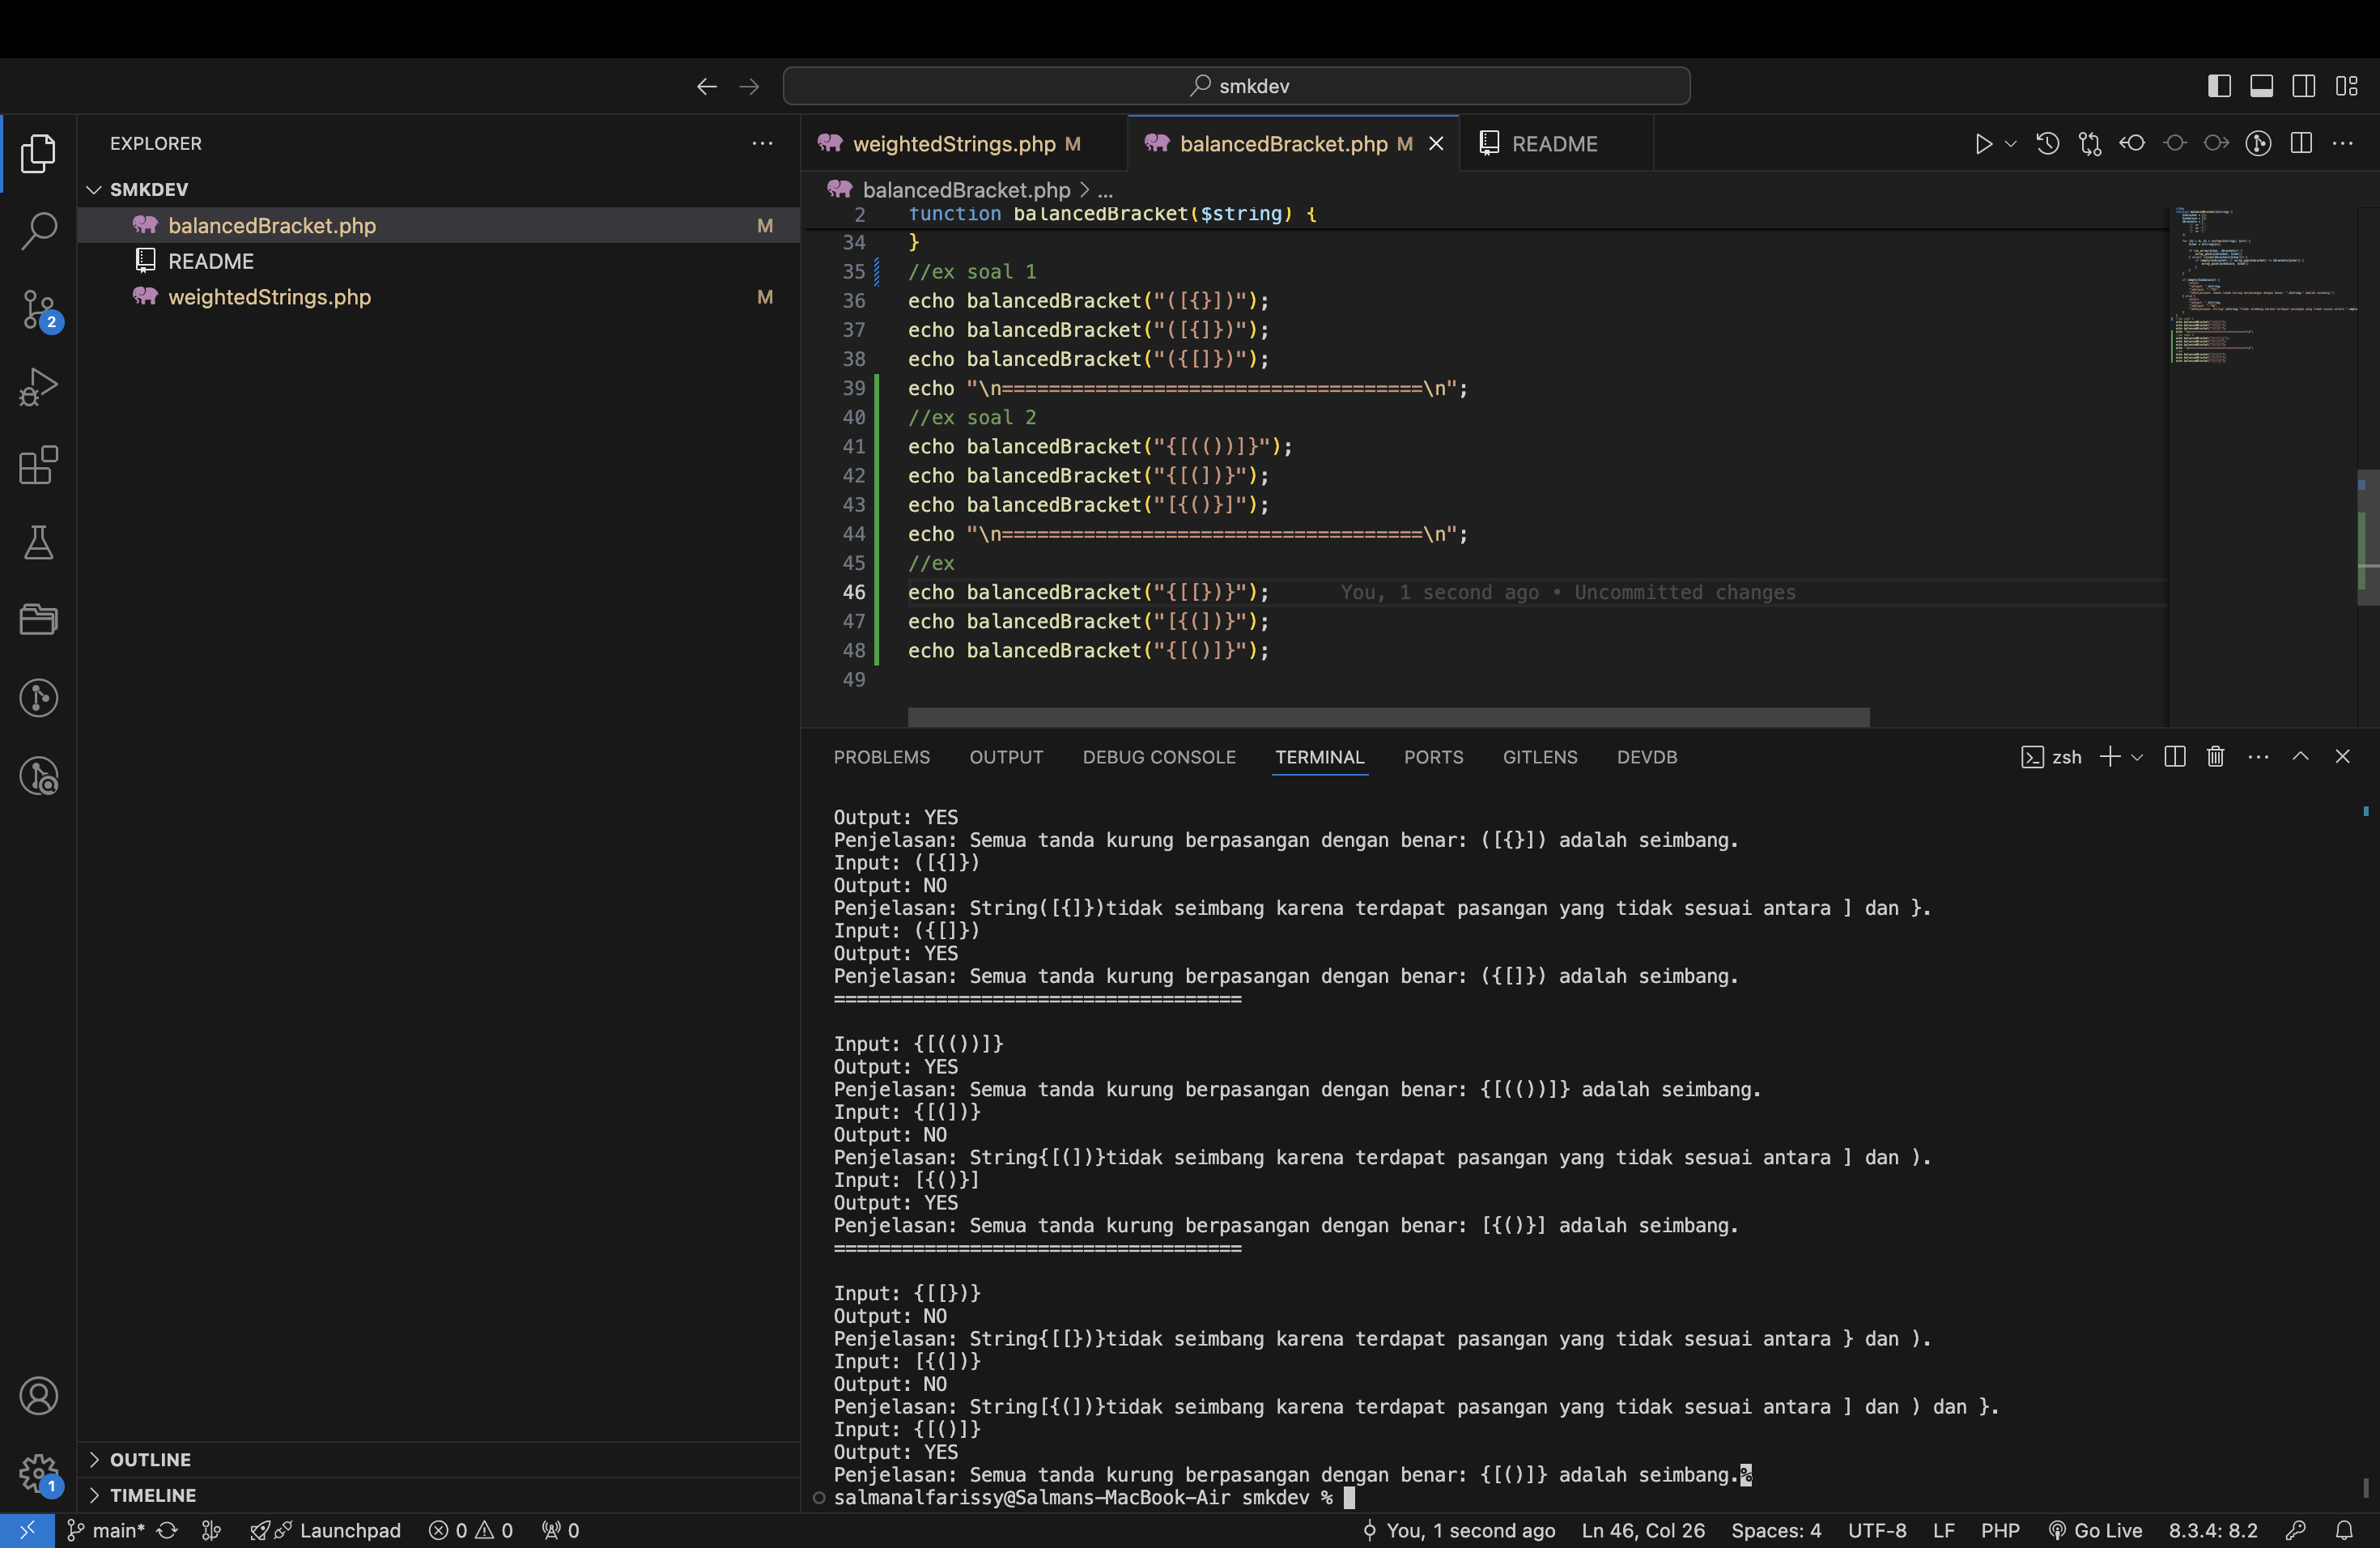 smkdev
EXPLORER
SMKDEV
balancedBracket.php M
README
weightedStrings.php M
2
OUTLINE
TIMELINE
1
weightedStrings.php M
balancedBracket.php M
README
balancedBracket.php > ...
2 function balancedBracket($string) {
34 }
35 //ex soal 1
36 echo balancedBracket("([{}])");
37 echo balancedBracket("([{]})");
38 echo balancedBracket("({[]})");
39 echo "\n====================================\n";
40 //ex soal 2
41 echo balancedBracket("{[(())]}");
42 echo balancedBracket("{[(])}");
43 echo balancedBracket("[{()}]");
44 echo "\n====================================\n";
45 //ex
46 echo balancedBracket("{[[})}"); You, 1 second ago • Uncommitted changes
47 echo balancedBracket("[{(])}");
48 echo balancedBracket("{[()]}");
49
PROBLEMS OUTPUT DEBUG CONSOLE TERMINAL PORTS GITLENS DEVDB
zsh
Output: YES
Penjelasan: Semua tanda kurung berpasangan dengan benar: ([{}]) adalah seimbang.
Input: ([{]})
Output: NO
Penjelasan: String([{]})tidak seimbang karena terdapat pasangan yang tidak sesuai antara ] dan }.
Input: ({[]})
Output: YES
Penjelasan: Semua tanda kurung berpasangan dengan benar: ({[]}) adalah seimbang.
====================================
Input: {[(())]}
Output: YES
Penjelasan: Semua tanda kurung berpasangan dengan benar: {[(())]} adalah seimbang.
Input: {[(])}
Output: NO
Penjelasan: String{[(])}tidak seimbang karena terdapat pasangan yang tidak sesuai antara ] dan ).
Input: [{()}]
Output: YES
Penjelasan: Semua tanda kurung berpasangan dengan benar: [{()}] adalah seimbang.
====================================
Input: {[[})}
Output: NO
Penjelasan: String{[[})}tidak seimbang karena terdapat pasangan yang tidak sesuai antara } dan ).
Input: [{(])}
Output: NO
Penjelasan: String[{(])}tidak seimbang karena terdapat pasangan yang tidak sesuai antara ] dan ) dan }.
Input: {[()]}
Output: YES
Penjelasan: Semua tanda kurung berpasangan dengan benar: {[()]} adalah seimbang.%
salmanalfarissy@Salmans-MacBook-Air smkdev %
main* Launchpad 0 0 0 You, 1 second ago Ln 46, Col 26 Spaces: 4 UTF-8 LF PHP Go Live 8.3.4: 8.2